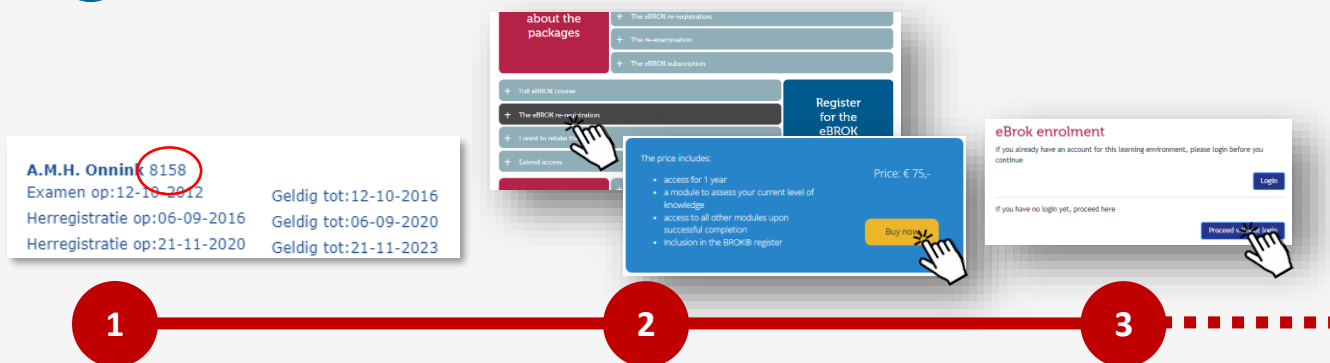 about the
packages
+ The eBROK re-registration
+ The re-examination
+ The eBROK subscription
+ Full eBROK course
+ The eBROK re-registration
+ I want to retake
+ Extend access
Register
for the
eBROK
A.M.H. Onnink 8158
Examen op:12-10-2012
Geldig tot:12-10-2016
Herregistratie op:06-09-2016
Geldig tot:06-09-2020
Herregistratie op:21-11-2020
Geldig tot:21-11-2023
The price includes:
• access for 1 year
• a module to assess your current level of
knowledge
• access to all other modules upon
successful completion
• Inclusion in the BROK® register
Price: € 75,-
Buy now
eBrok enrolment
If you already have an account for this learning environment, please login before you
continue
Login
If you have no login yet, proceed here
Proceed without login
1
2
3